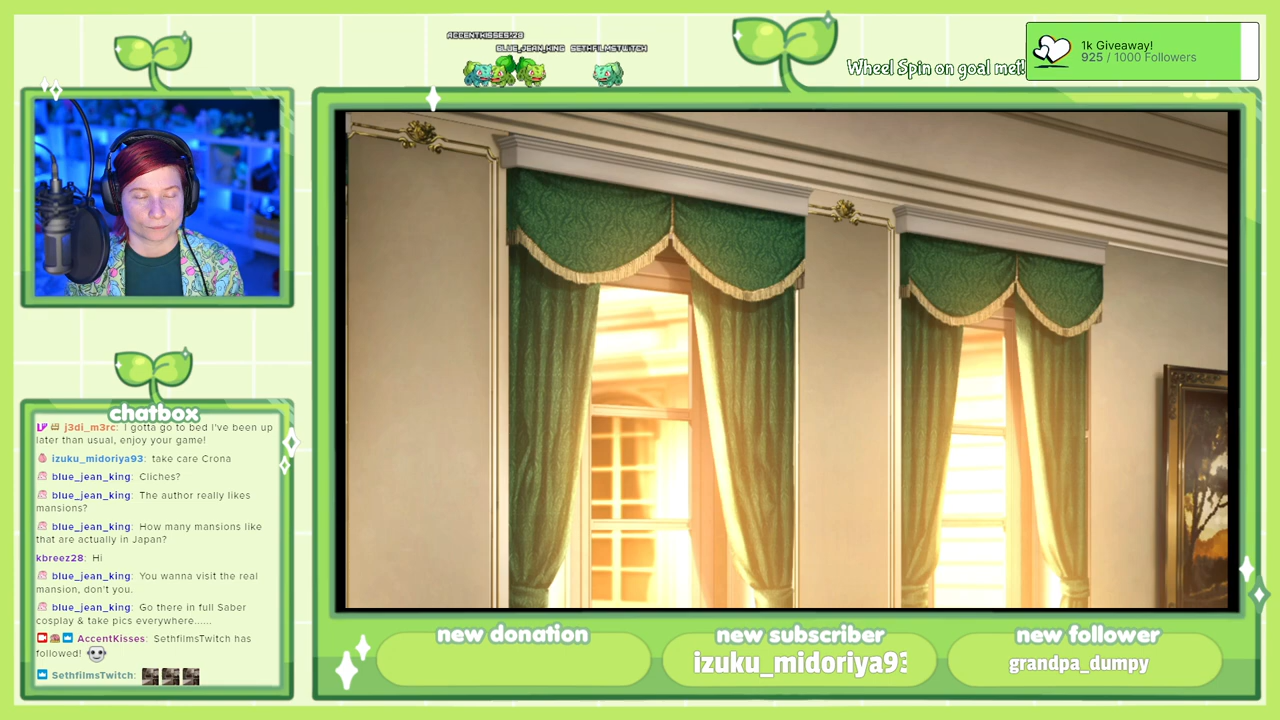 ACCENTKISSES28
BLUE_JEAN_KING SETHFILMSTWITCH
Wheel Spin on goal met!
1k Giveaway!
925 / 1000 Followers
chatbox
j3di_m3rc: I gotta go to bed I've been up
later than usual, enjoy your game!
izuku_midoriya93: take care Crona
blue_jean_king: Cliches?
blue_jean_king: The author really likes
mansions?
blue_jean_king: How many mansions like
that are actually in Japan?
kbreez28: Hi
blue_jean_king: You wanna visit the real
mansion, don't you.
blue_jean_king: Go there in full Saber
cosplay & take pics everywhere......
AccentKisses: SethfilmsTwitch has
followed!
SethfilmsTwitch:
new donation
new subscriber
izuku_midoriya93
new follower
grandpa_dumpy